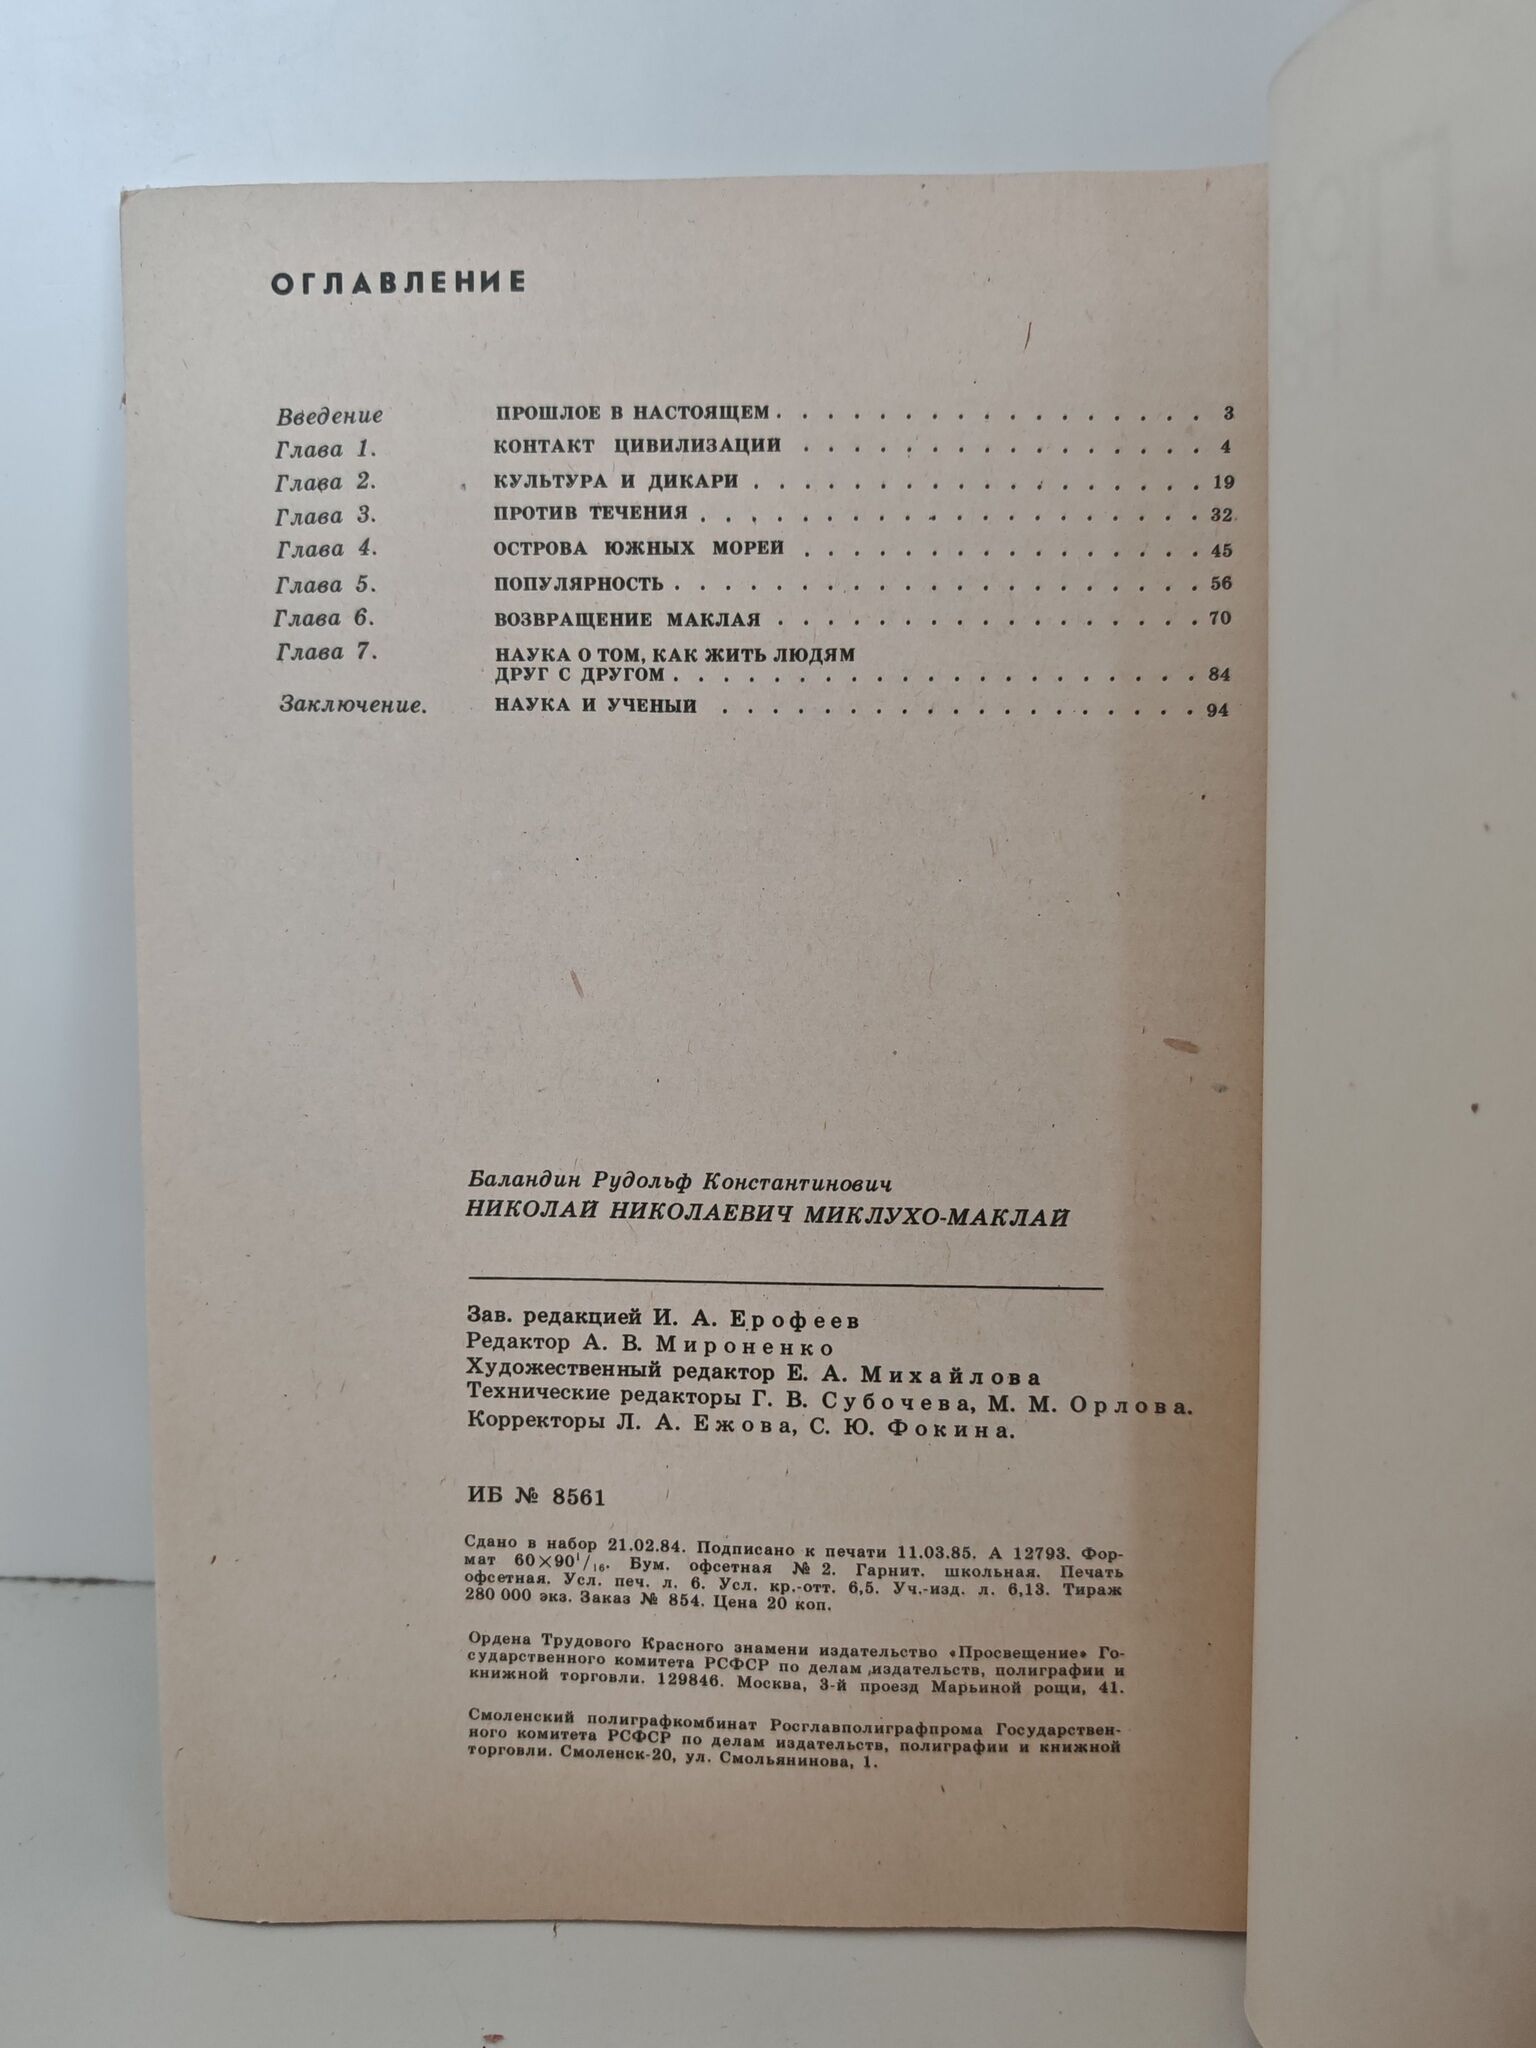 ОГЛАВЛЕНИЕ
Введение ПРОШЛОЕ В НАСТОЯЩЕМ . . . . . . . . . . . . . . . . . 3
Глава 1. КОНТАКТ ЦИВИЛИЗАЦИЙ . . . . . . . . . . . . . . . . 4
Глава 2. КУЛЬТУРА И ДИКАРИ . . . . . . . . . . . . . . . . . . 19
Глава 3. ПРОТИВ ТЕЧЕНИЯ . . . . . . . . . . . . . . . . . . . . 32
Глава 4. ОСТРОВА ЮЖНЫХ МОРЕЙ . . . . . . . . . . . . . . . . 45
Глава 5. ПОПУЛЯРНОСТЬ . . . . . . . . . . . . . . . . . . . . . 56
Глава 6. ВОЗВРАЩЕНИЕ МАКЛАЯ . . . . . . . . . . . . . . . . . 70
Глава 7. НАУКА О ТОМ, КАК ЖИТЬ ЛЮДЯМ
ДРУГ С ДРУГОМ . . . . . . . . . . . . . . . . . . . . . 84
Заключение. НАУКА И УЧЕНЫЙ . . . . . . . . . . . . . . . . . . . 94
Баландин Рудольф Константинович
НИКОЛАЙ НИКОЛАЕВИЧ МИКЛУХО-МАКЛАЙ
Зав. редакцией И. А. Ерофеев
Редактор А. В. Мироненко
Художественный редактор Е. А. Михайлова
Технические редакторы Г. В. Субочева, М. М. Орлова.
Корректоры Л. А. Ежова, С. Ю. Фокина.
ИБ № 8561
Сдано в набор 21.02.84. Подписано к печати 11.03.85. А 12793. Фор-
мат 60×90¹/₁₆. Бум. офсетная № 2. Гарнит. школьная. Печать
офсетная. Усл. печ. л. 6. Усл. кр.-отт. 6,5. Уч.-изд. л. 6,13. Тираж
280 000 экз. Заказ № 854. Цена 20 коп.
Ордена Трудового Красного знамени издательство «Просвещение» Го-
сударственного комитета РСФСР по делам издательств, полиграфии и
книжной торговли. 129846. Москва, 3-й проезд Марьиной рощи, 41.
Смоленский полиграфкомбинат Росглавполиграфпрома Государствен-
ного комитета РСФСР по делам издательств, полиграфии и книжной
торговли. Смоленск-20, ул. Смольянинова, 1.